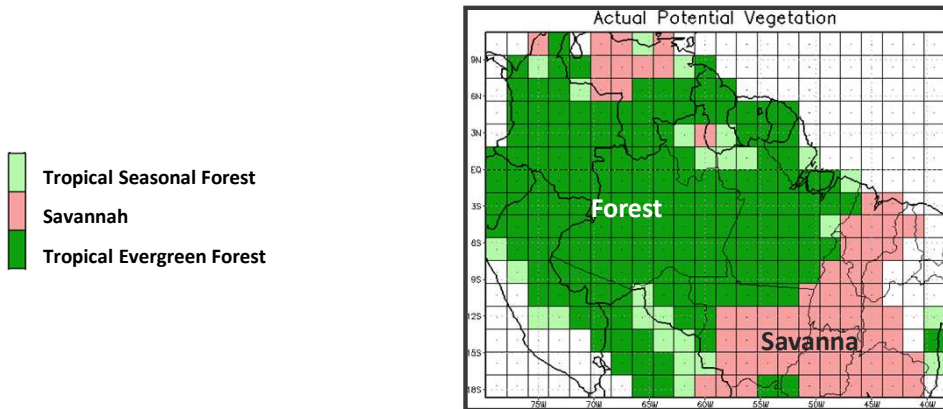 Actual Potential Vegetation
Tropical Seasonal Forest
Savannah
Tropical Evergreen Forest
9N
6N
3N
EQ
3S
6S
9S
12S
15S
18S
Forest
Savanna
75W
70W
65W
60W
55W
50W
45W
40W